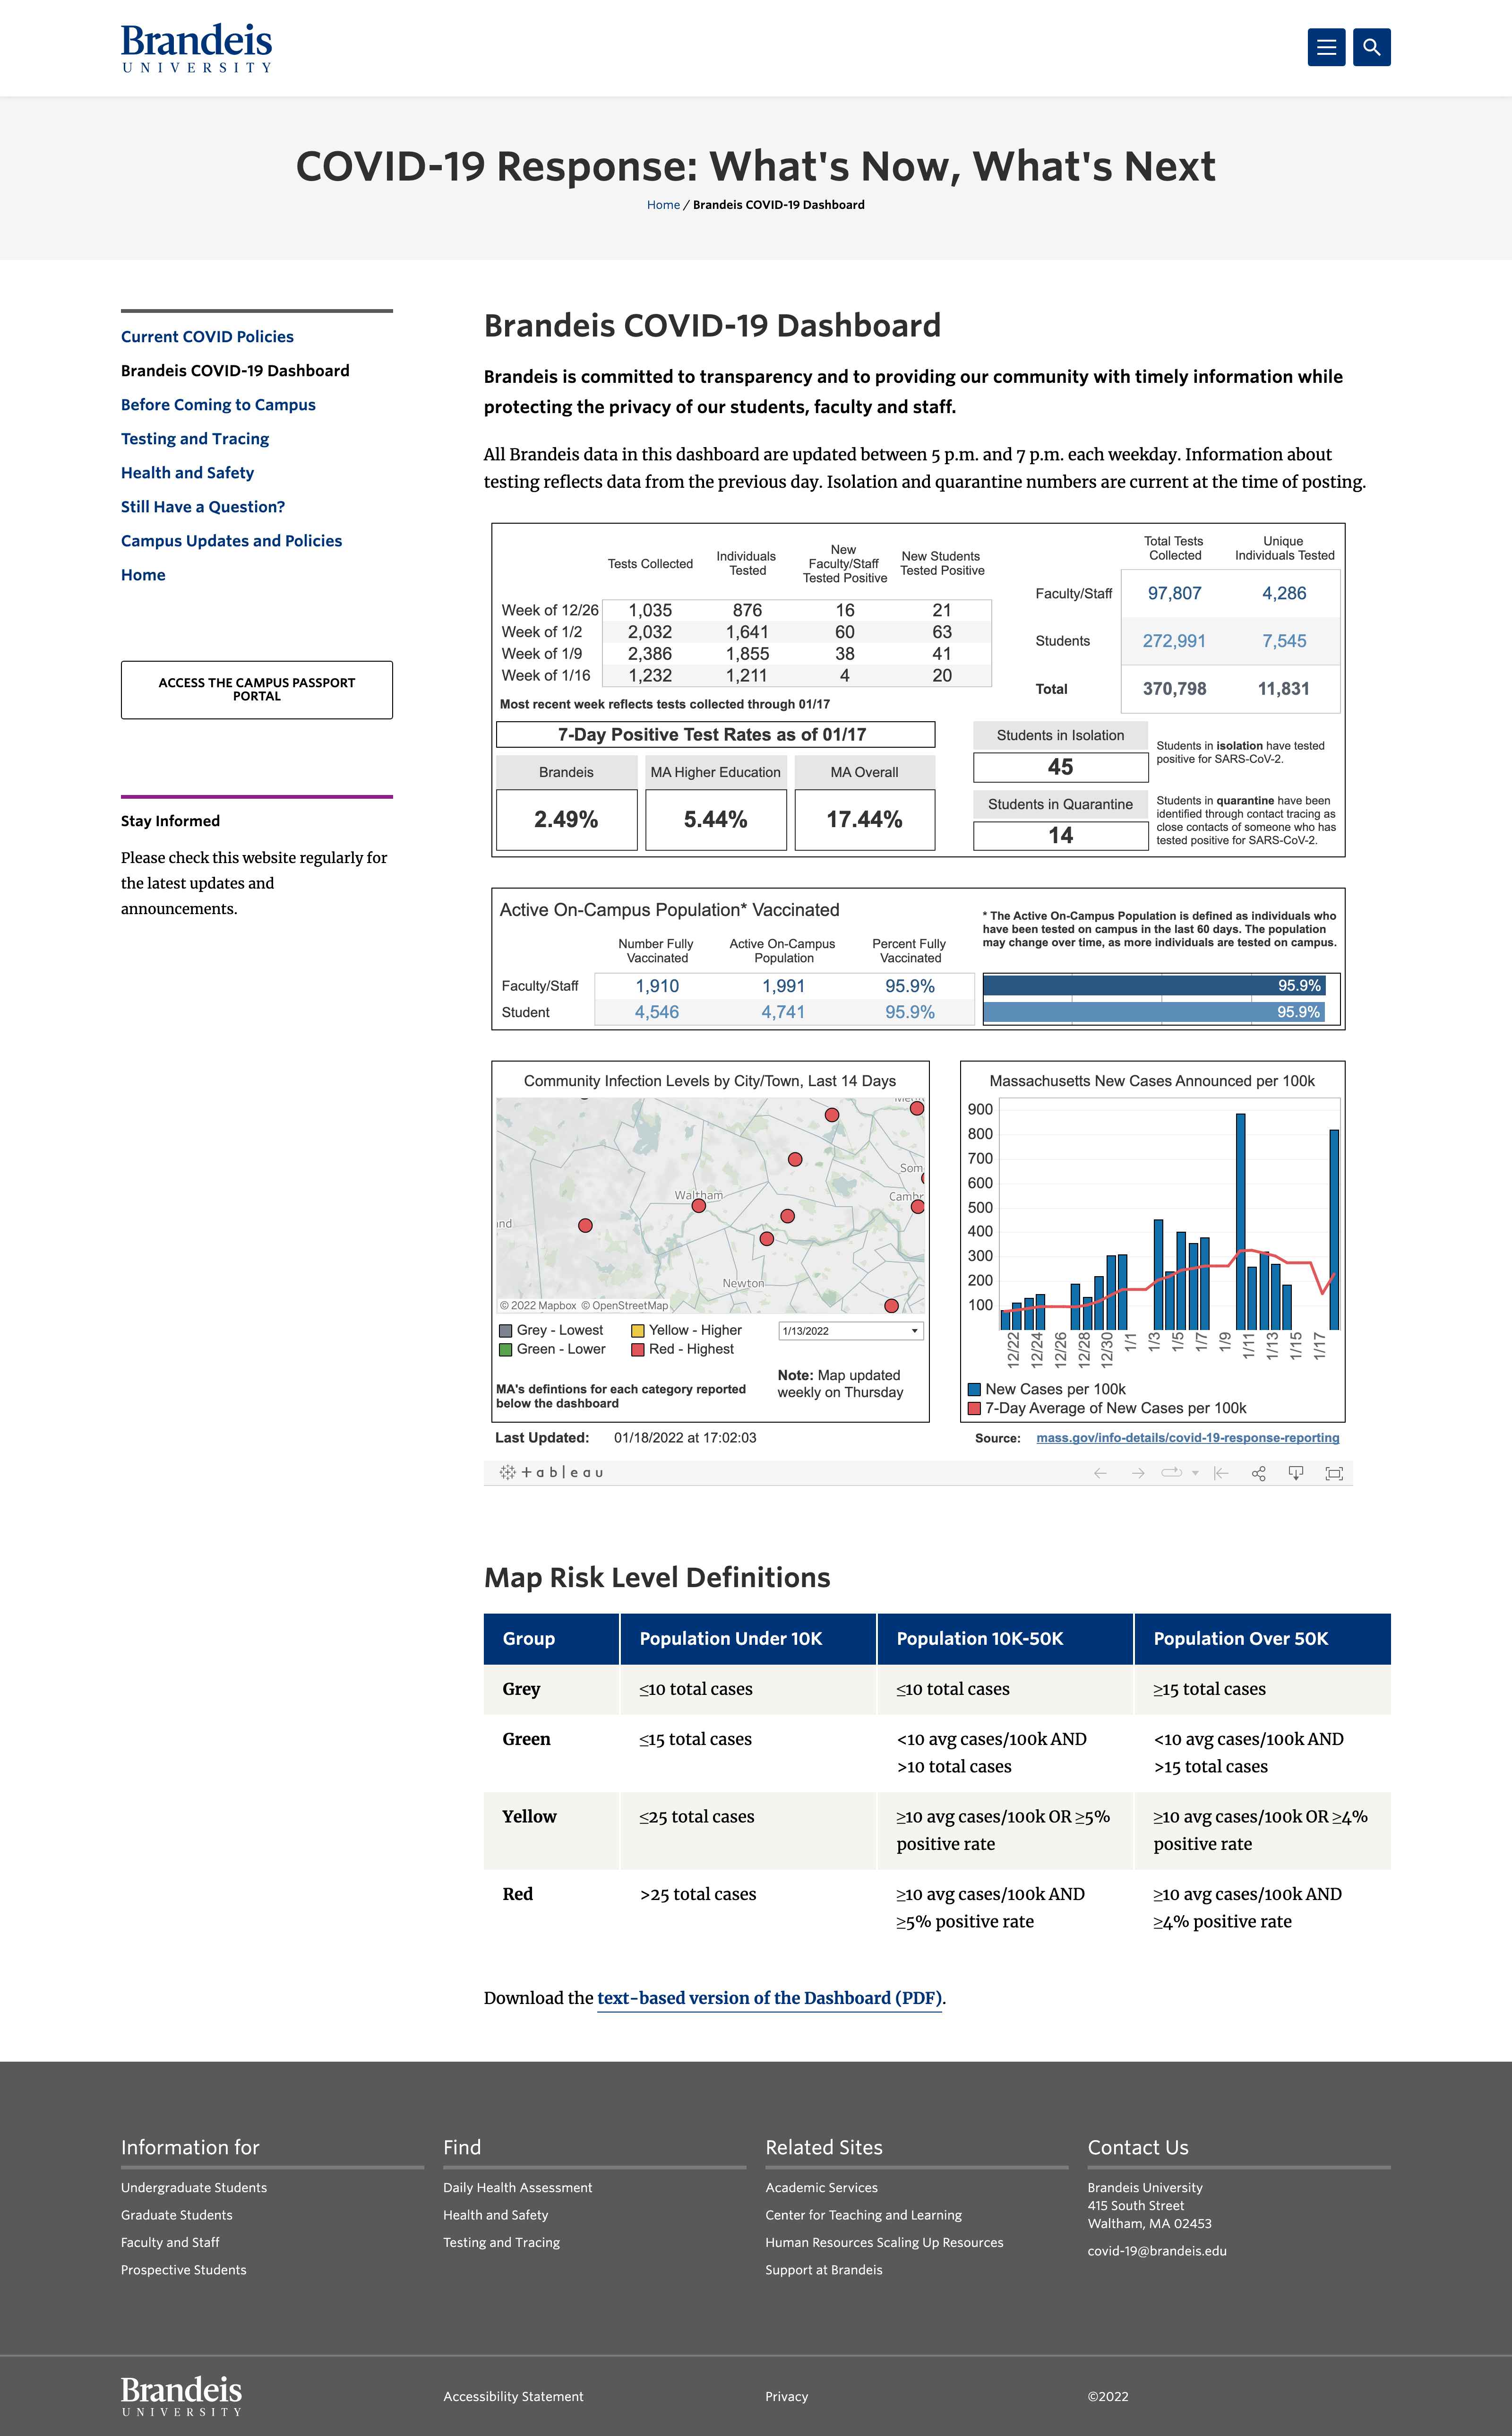 Brandeis
UNIVERSITY
COVID-19 Response: What's Now, What's Next
Home / Brandeis COVID-19 Dashboard
Current COVID Policies
Brandeis COVID-19 Dashboard
Before Coming to Campus
Testing and Tracing
Health and Safety
Still Have a Question?
Campus Updates and Policies
Home
ACCESS THE CAMPUS PASSPORT
PORTAL
Stay Informed
Please check this website regularly for
the latest updates and
announcements.
Brandeis COVID-19 Dashboard
Brandeis is committed to transparency and to providing our community with timely information while
protecting the privacy of our students, faculty and staff.
All Brandeis data in this dashboard are updated between 5 p.m. and 7 p.m. each weekday. Information about
testing reflects data from the previous day. Isolation and quarantine numbers are current at the time of posting.
Tests Collected
Individuals
Tested
New
Faculty/Staff
Tested Positive
New Students
Tested Positive
Week of 12/26 1,035 876 16 21
Week of 1/2 2,032 1,641 60 63
Week of 1/9 2,386 1,855 38 41
Week of 1/16 1,232 1,211 4 20
Most recent week reflects tests collected through 01/17
Total Tests
Collected
Unique
Individuals Tested
Faculty/Staff 97,807 4,286
Students 272,991 7,545
Total 370,798 11,831
7-Day Positive Test Rates as of 01/17
Brandeis MA Higher Education MA Overall
2.49% 5.44% 17.44%
Students in Isolation
45
Students in isolation have tested
positive for SARS-CoV-2.
Students in Quarantine
14
Students in quarantine have been
identified through contact tracing as
close contacts of someone who has
tested positive for SARS-CoV-2.
Active On-Campus Population* Vaccinated
* The Active On-Campus Population is defined as individuals who
have been tested on campus in the last 60 days. The population
may change over time, as more individuals are tested on campus.
Number Fully
Vaccinated
Active On-Campus
Population
Percent Fully
Vaccinated
Faculty/Staff 1,910 1,991 95.9% 95.9%
Student 4,546 4,741 95.9% 95.9%
Community Infection Levels by City/Town, Last 14 Days
Som
Waltham
Cambr
nd
Newton
© 2022 Mapbox © OpenStreetMap
Grey - Lowest
Yellow - Higher
Green - Lower
Red - Highest
1/13/2022
MA's defintions for each category reported
below the dashboard
Note: Map updated
weekly on Thursday
Massachusetts New Cases Announced per 100k
900
800
700
600
500
400
300
200
100
12/22 12/24 12/26 12/28 12/30 1/1 1/3 1/5 1/7 1/9 1/11 1/13 1/15 1/17
New Cases per 100k
7-Day Average of New Cases per 100k
Last Updated: 01/18/2022 at 17:02:03
Source: mass.gov/info-details/covid-19-response-reporting
+ a b l e a u
Map Risk Level Definitions
Group Population Under 10K Population 10K-50K Population Over 50K
Grey ≤10 total cases ≤10 total cases ≥15 total cases
Green ≤15 total cases <10 avg cases/100k AND <10 avg cases/100k AND
>10 total cases >15 total cases
Yellow ≤25 total cases ≥10 avg cases/100k OR ≥5% ≥10 avg cases/100k OR ≥4%
positive rate positive rate
Red >25 total cases ≥10 avg cases/100k AND ≥10 avg cases/100k AND
≥5% positive rate ≥4% positive rate
Download the text-based version of the Dashboard (PDF).
Information for
Undergraduate Students
Graduate Students
Faculty and Staff
Prospective Students
Find
Daily Health Assessment
Health and Safety
Testing and Tracing
Related Sites
Academic Services
Center for Teaching and Learning
Human Resources Scaling Up Resources
Support at Brandeis
Contact Us
Brandeis University
415 South Street
Waltham, MA 02453
covid-19@brandeis.edu
Brandeis
UNIVERSITY
Accessibility Statement
Privacy
©2022